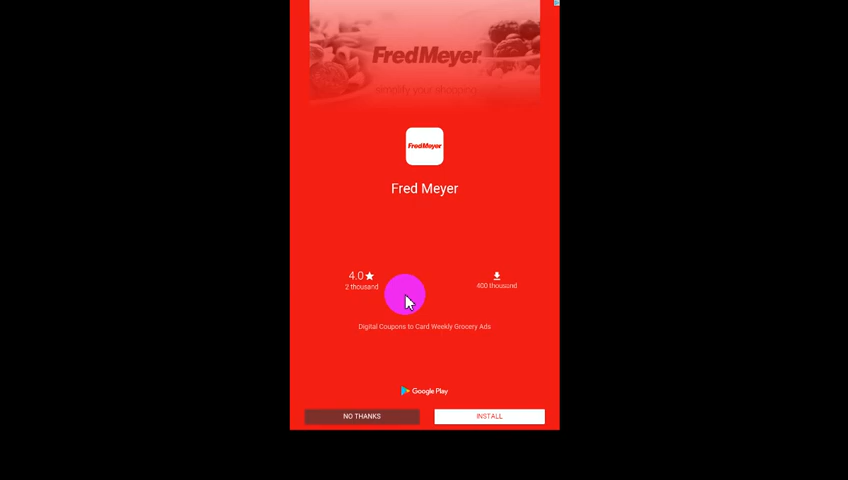 FredMeyer
simplify your shopping
FredMeyer
Fred Meyer
4.0★
2 thousand
400 thousand
Digital Coupons to Card Weekly Grocery Ads
Google Play
NO THANKS
INSTALL